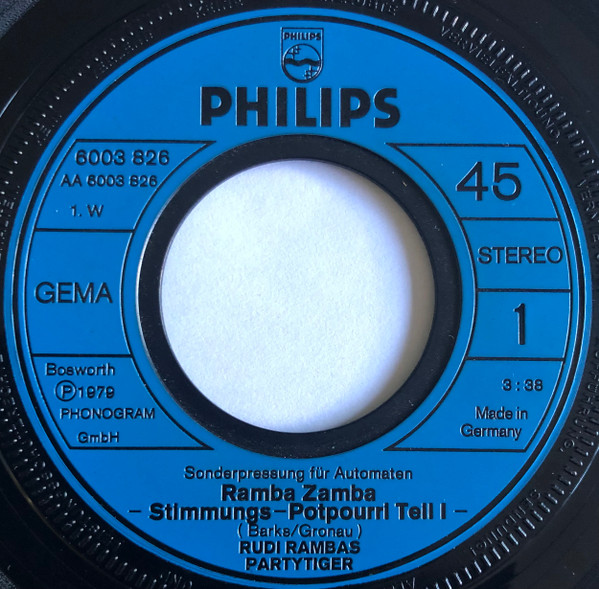 PHILIPS
PHILIPS
6003 826
AA 6003 826
1. W
45
GEMA
STEREO
1
Bosworth
Ⓟ 1979
PHONOGRAM
GmbH
3:38
Made in
Germany
Sonderpressung für Automaten
Ramba Zamba
- Stimmungs-Potpourri Teil I -
(Barks/Gronau)
RUDI RAMBAS
PARTYTIGER